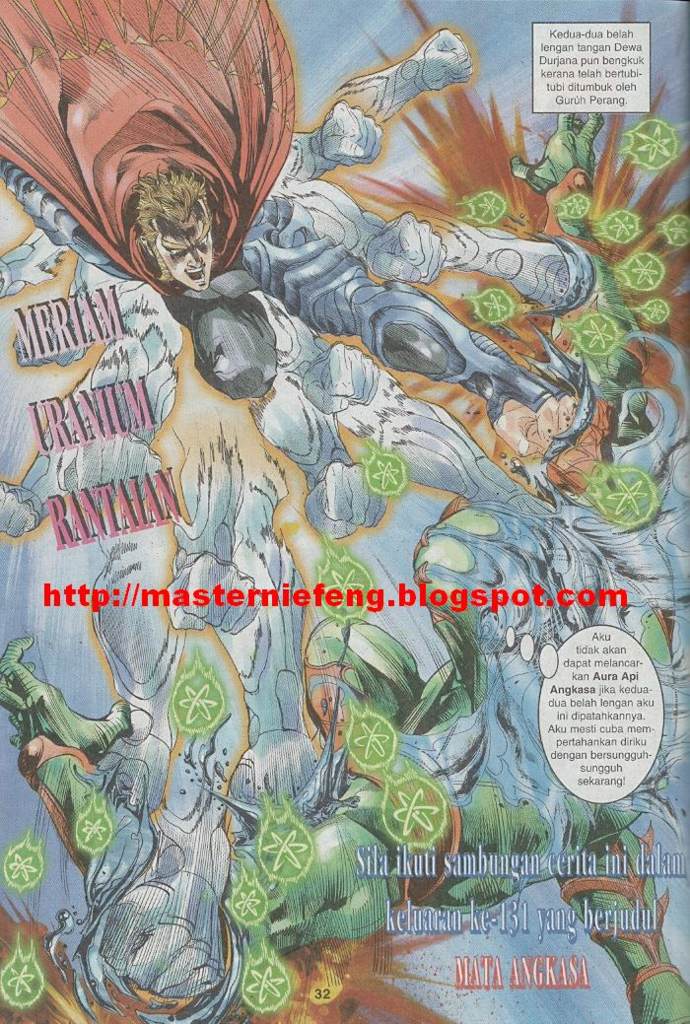 Kedua-dua belah
lengan tangan Dewa
Durjana pun bengkuk
kerana telah bertubi-
tubi ditumbuk oleh
Guruh Perang.
MERIAM
URANIUM
RANTAIAN
http://masterniefeng.blogspot.com
Aku
tidak akan
dapat melancar-
kan Aura Api
Angkasa jika kedua-
dua belah lengan aku
ini dipatahkannya.
Aku mesti cuba mem-
pertahankan diriku
dengan bersungguh-
sungguh
sekarang!
Sila ikuti sambungan cerita ini dalam
keluaran ke-131 yang berjudul
MATA ANGKASA
32